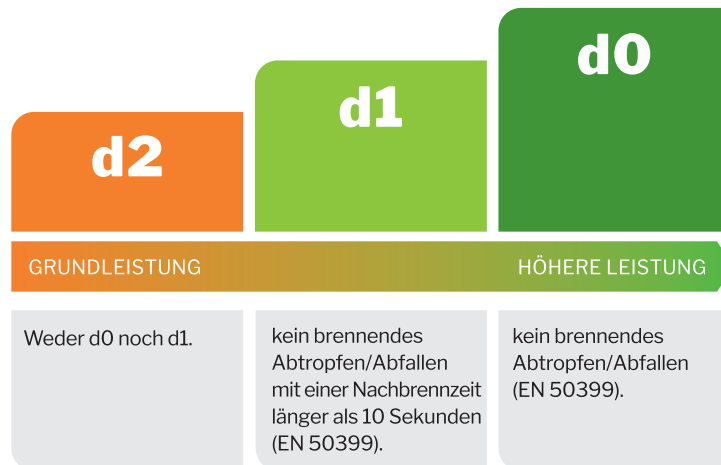 d2
d1
d0
GRUNDLEISTUNG
HÖHERE LEISTUNG
Weder d0 noch d1.
kein brennendes
Abtropfen/Abfallen
mit einer Nachbrennzeit
länger als 10 Sekunden
(EN 50399).
kein brennendes
Abtropfen/Abfallen
(EN 50399).